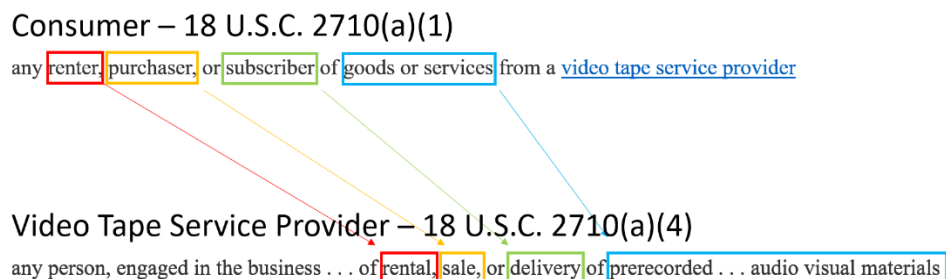 Consumer – 18 U.S.C. 2710(a)(1)
any renter, purchaser, or subscriber of goods or services from a video tape service provider
Video Tape Service Provider – 18 U.S.C. 2710(a)(4)
any person, engaged in the business . . . of rental, sale, or delivery of prerecorded . . . audio visual materials